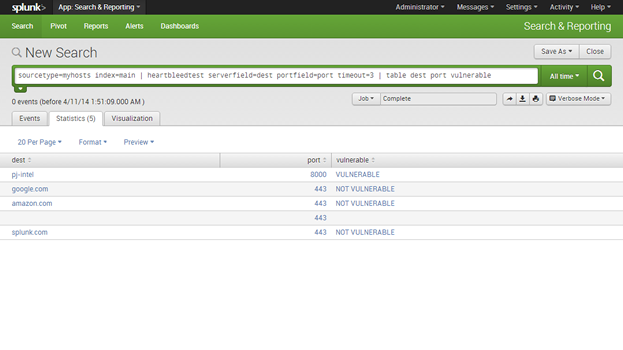 splunk> App: Search & Reporting Administrator Messages Settings Activity Help
Search Pivot Reports Alerts Dashboards Search & Reporting
New Search Save As Close
sourcetype=myhosts index=main | heartbleedtest serverfield=dest portfield=port timeout=3 | table dest port vulnerable All time
0 events (before 4/11/14 1:51:09.000 AM ) Job Complete Verbose Mode
Events Statistics (5) Visualization
20 Per Page Format Preview
dest port vulnerable
pj-intel 8000 VULNERABLE
google.com 443 NOT VULNERABLE
amazon.com 443 NOT VULNERABLE
443
splunk.com 443 NOT VULNERABLE